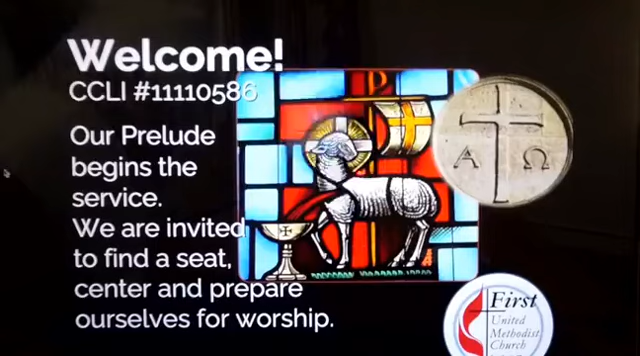 Welcome!
CCLI #11110586
Our Prelude
begins the
service.
We are invited
to find a seat,
center and prepare
ourselves for worship.
P
Α Ω
First
United
Methodist
Church